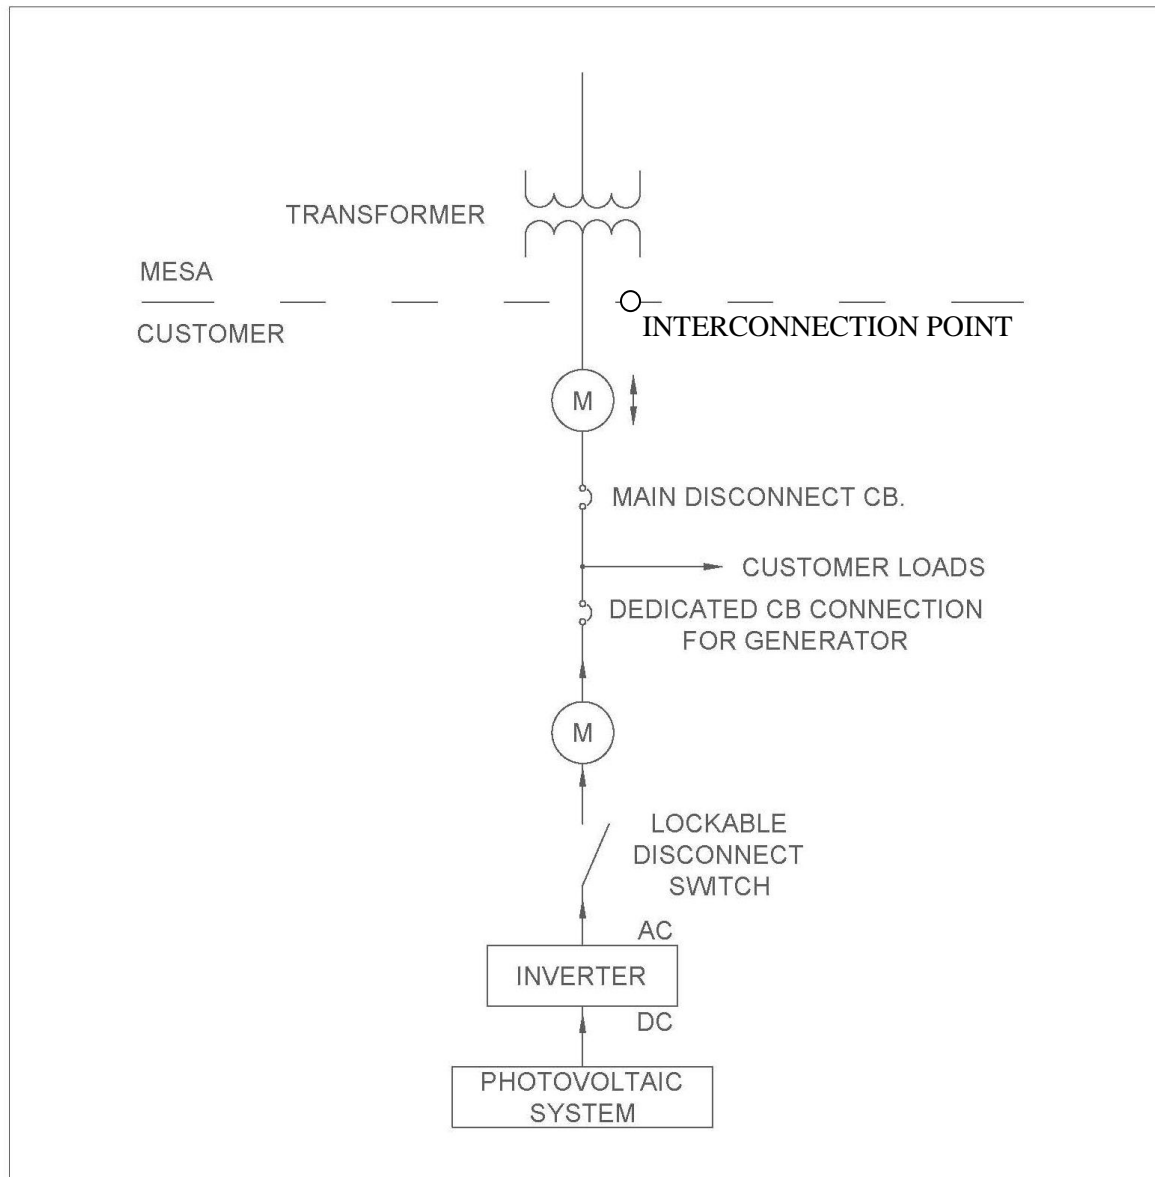 TRANSFORMER
MESA
CUSTOMER
INTERCONNECTION POINT
M
MAIN DISCONNECT CB.
CUSTOMER LOADS
DEDICATED CB CONNECTION
FOR GENERATOR
M
LOCKABLE
DISCONNECT
SWITCH
AC
INVERTER
DC
PHOTOVOLTAIC
SYSTEM